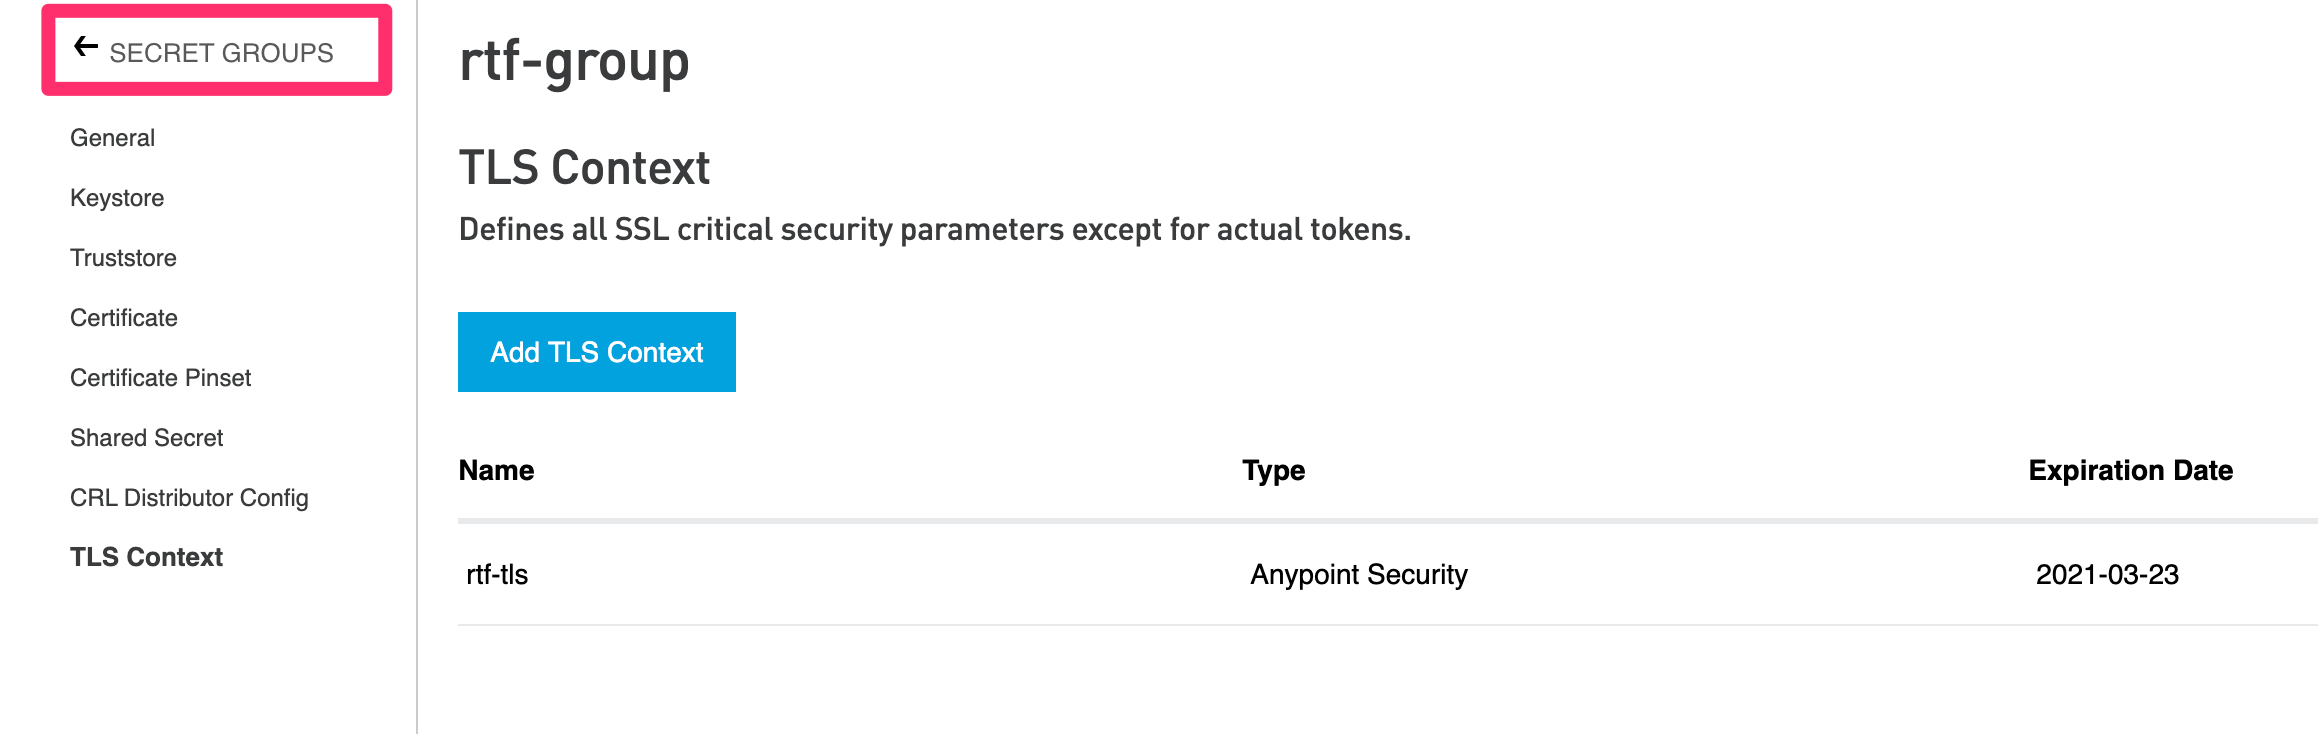 SECRET GROUPS
General
Keystore
Truststore
Certificate
Certificate Pinset
Shared Secret
CRL Distributor Config
TLS Context
rtf-group
TLS Context
Defines all SSL critical security parameters except for actual tokens.
Add TLS Context
Name Type Expiration Date
rtf-tls Anypoint Security 2021-03-23